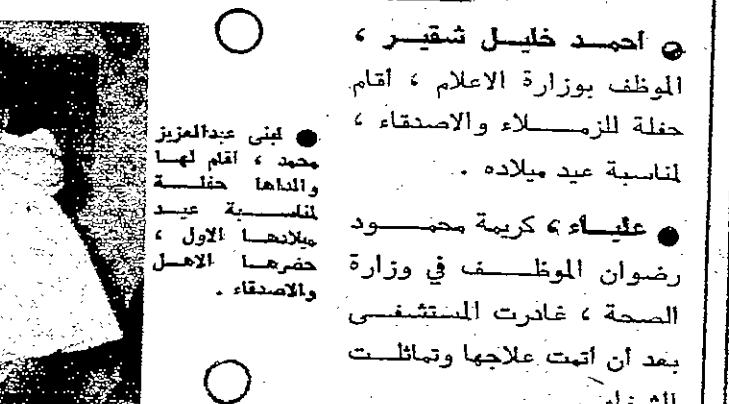 احمد خليل شقير ،
الموظف بوزارة الاعلام ، أقام
حفلة للزملاء والاصدقاء ،
لمناسبة عيد ميلاده .
علياء ، كريمة محمود
رضوان الموظف في وزارة
الصحة ، غادرت المستشفى
بعد أن أتمت علاجها وتماثلت
للشفاء
لبنى عبدالعزيز
محمد ، اقام لها
والداها حفلة
لمناسبة عيد
ميلادها الاول ،
حضرها الاهل
والاصدقاء .